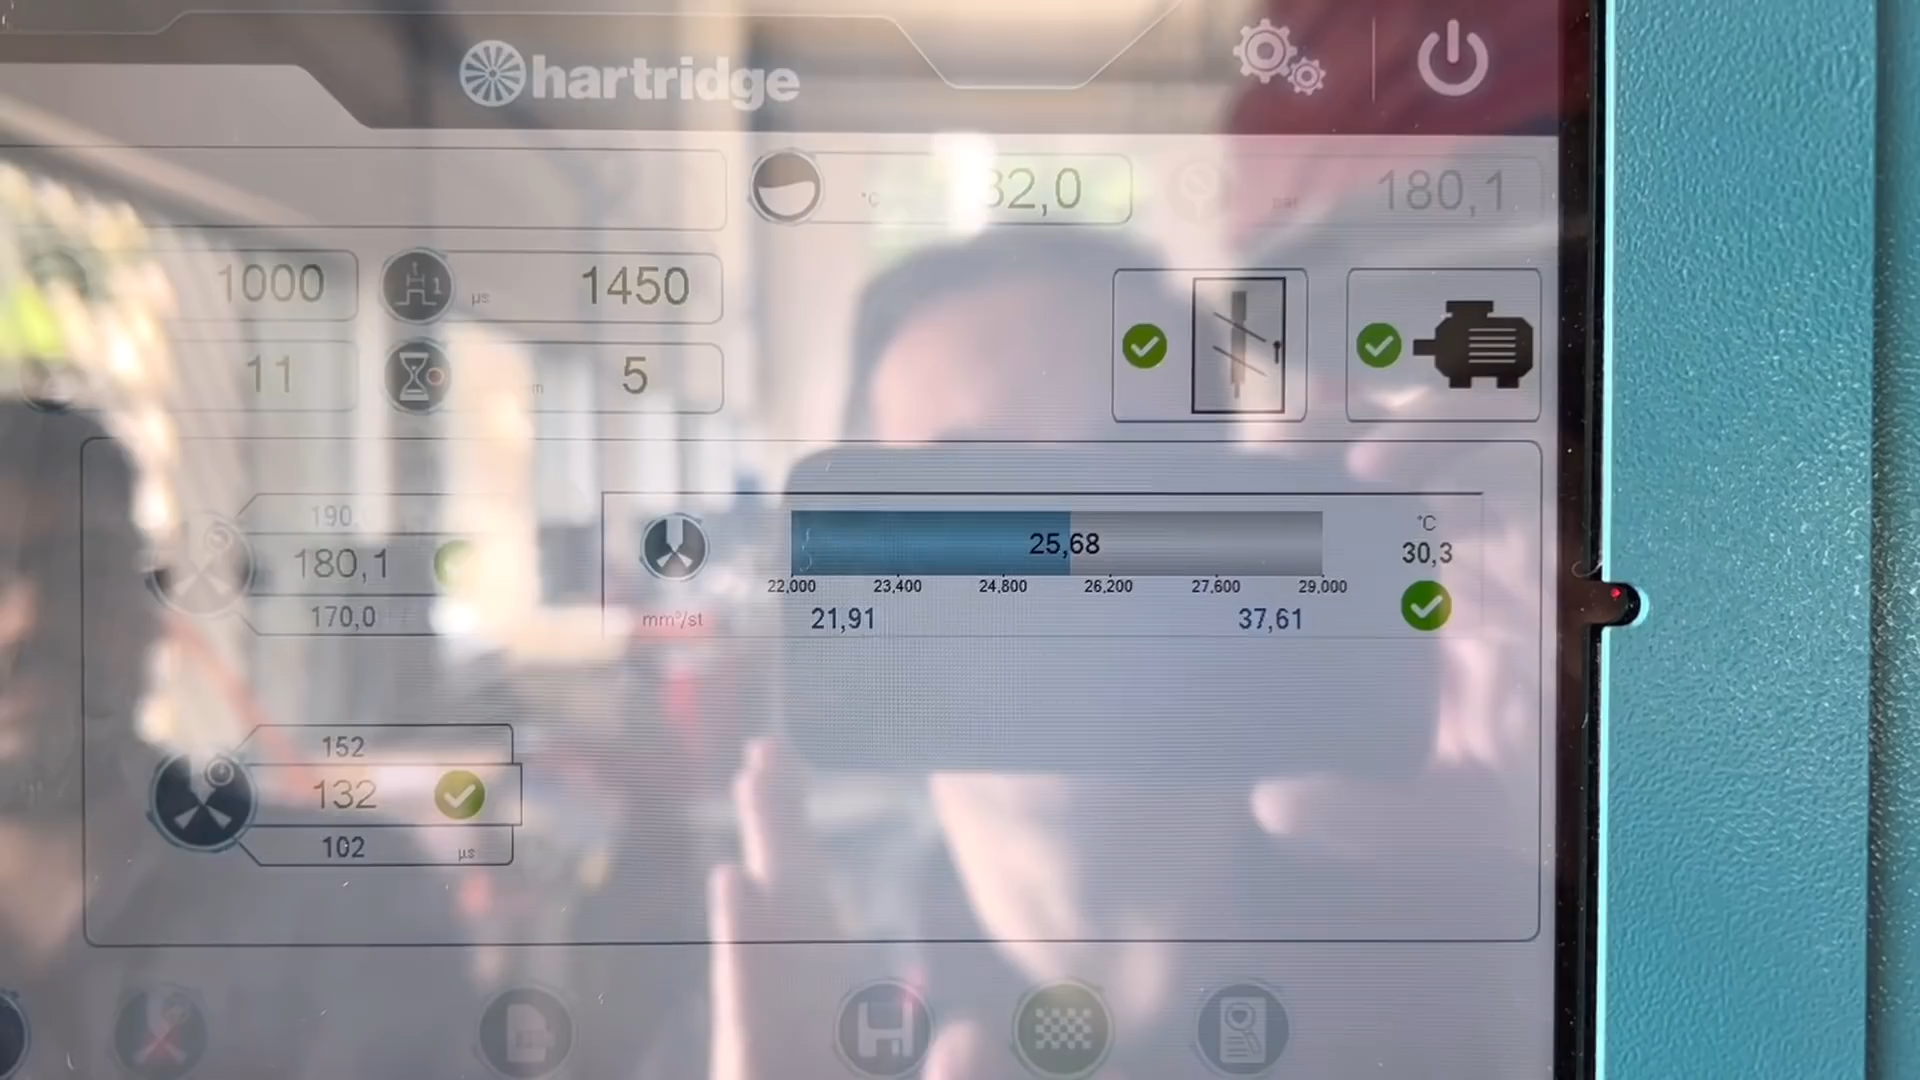 hartridge
°C 32,0
bar 180,1
1000
µs 1450
11
5
190,
180,1
170,0
25,68
22,000 23,400 24,800 26,200 27,600 29,000
mm³/st 21,91 37,61
°C
30,3
152
132
102 µs